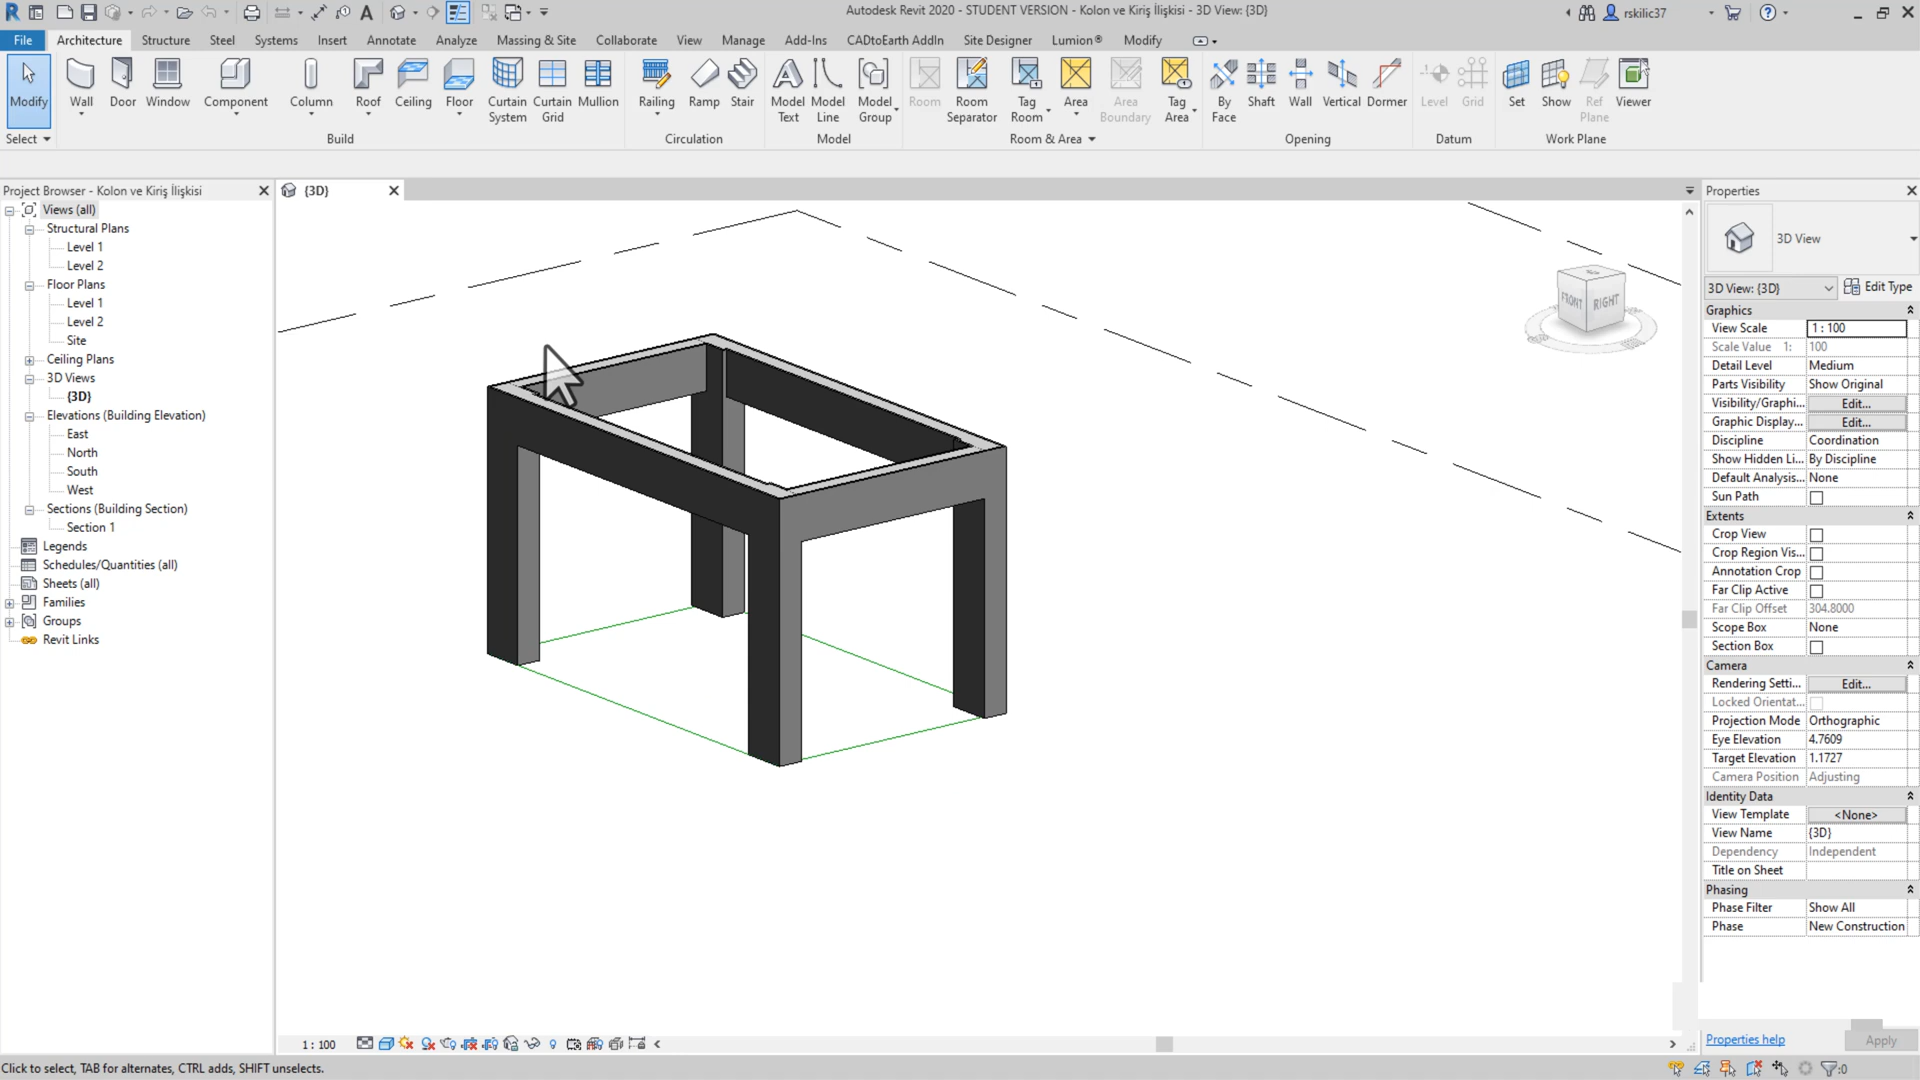 Autodesk Revit 2020 - STUDENT VERSION - Kolon ve Kiriş İlişkisi - 3D View: {3D}
rskilic37
File Architecture Structure Steel Systems Insert Annotate Analyze Massing & Site Collaborate View Manage Add-Ins CADtoEarth AddIn Site Designer Lumion® Modify
Modify
Wall
Door
Window
Component
Column
Roof
Ceiling
Floor
Curtain System
Curtain Grid
Mullion
Railing
Ramp
Stair
Model Text
Model Line
Model Group
Room
Room Separator
Tag Room
Area
Area Boundary
Tag Area
By Face
Shaft
Wall
Vertical
Dormer
Level
Grid
Set
Show
Ref Plane
Viewer
Select
Build
Circulation
Model
Room & Area
Opening
Datum
Work Plane
Project Browser - Kolon ve Kiriş İlişkisi
Views (all)
Structural Plans
Level 1
Level 2
Floor Plans
Level 1
Level 2
Site
Ceiling Plans
3D Views
{3D}
Elevations (Building Elevation)
East
North
South
West
Sections (Building Section)
Section 1
Legends
Schedules/Quantities (all)
Sheets (all)
Families
Groups
Revit Links
{3D}
FRONT
RIGHT
Properties
3D View
3D View: {3D} Edit Type
Graphics
View Scale 1 : 100
Scale Value 1: 100
Detail Level Medium
Parts Visibility Show Original
Visibility/Graphi... Edit...
Graphic Display... Edit...
Discipline Coordination
Show Hidden Li... By Discipline
Default Analysis... None
Sun Path
Extents
Crop View
Crop Region Vis...
Annotation Crop
Far Clip Active
Far Clip Offset 304.8000
Scope Box None
Section Box
Camera
Rendering Setti... Edit...
Locked Orientat...
Projection Mode Orthographic
Eye Elevation 4.7609
Target Elevation 1.1727
Camera Position Adjusting
Identity Data
View Template <None>
View Name {3D}
Dependency Independent
Title on Sheet
Phasing
Phase Filter Show All
Phase New Construction
Properties help
Apply
1 : 100
Click to select, TAB for alternates, CTRL adds, SHIFT unselects.
:0